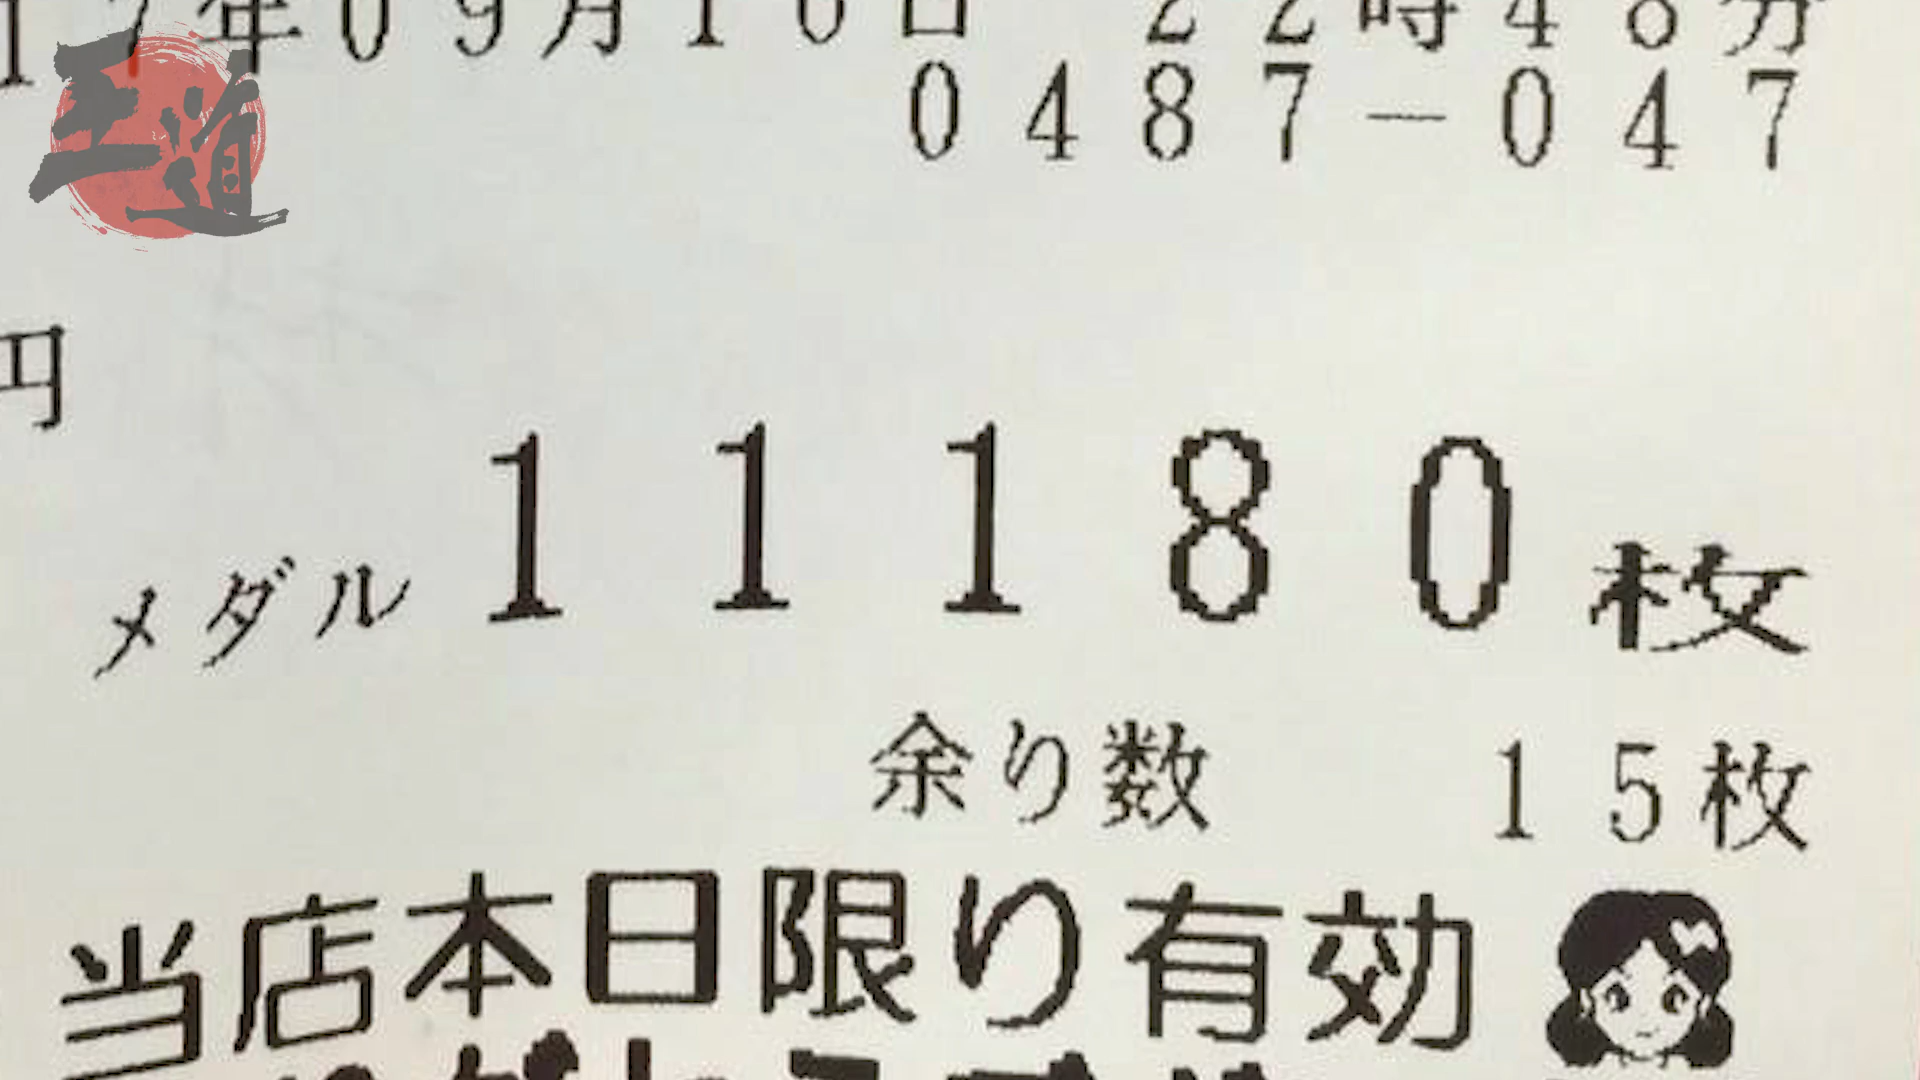 王道
17年09月10日 22時48分
0487-047
円
メダル 11180枚
余り数 15枚
当店本日限り有効